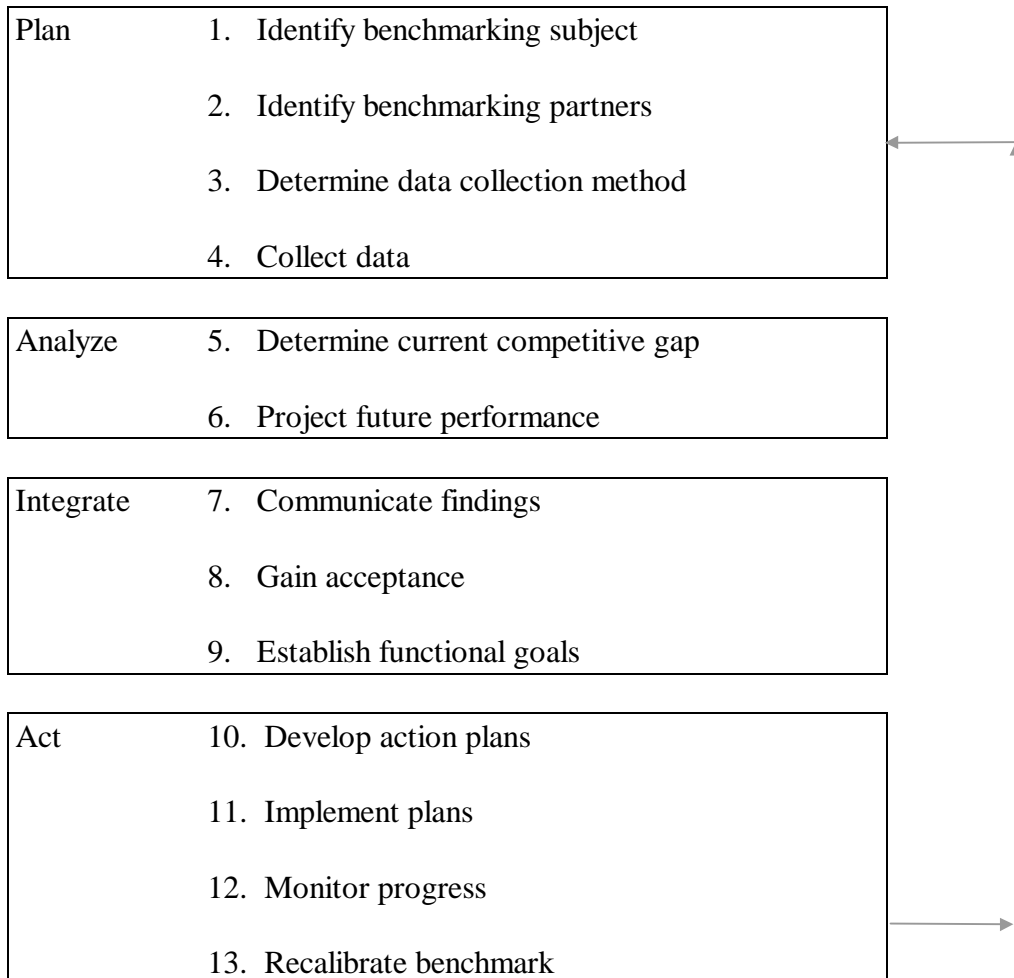 Plan 1. Identify benchmarking subject
2. Identify benchmarking partners
3. Determine data collection method
4. Collect data
Analyze 5. Determine current competitive gap
6. Project future performance
Integrate 7. Communicate findings
8. Gain acceptance
9. Establish functional goals
Act 10. Develop action plans
11. Implement plans
12. Monitor progress
13. Recalibrate benchmark